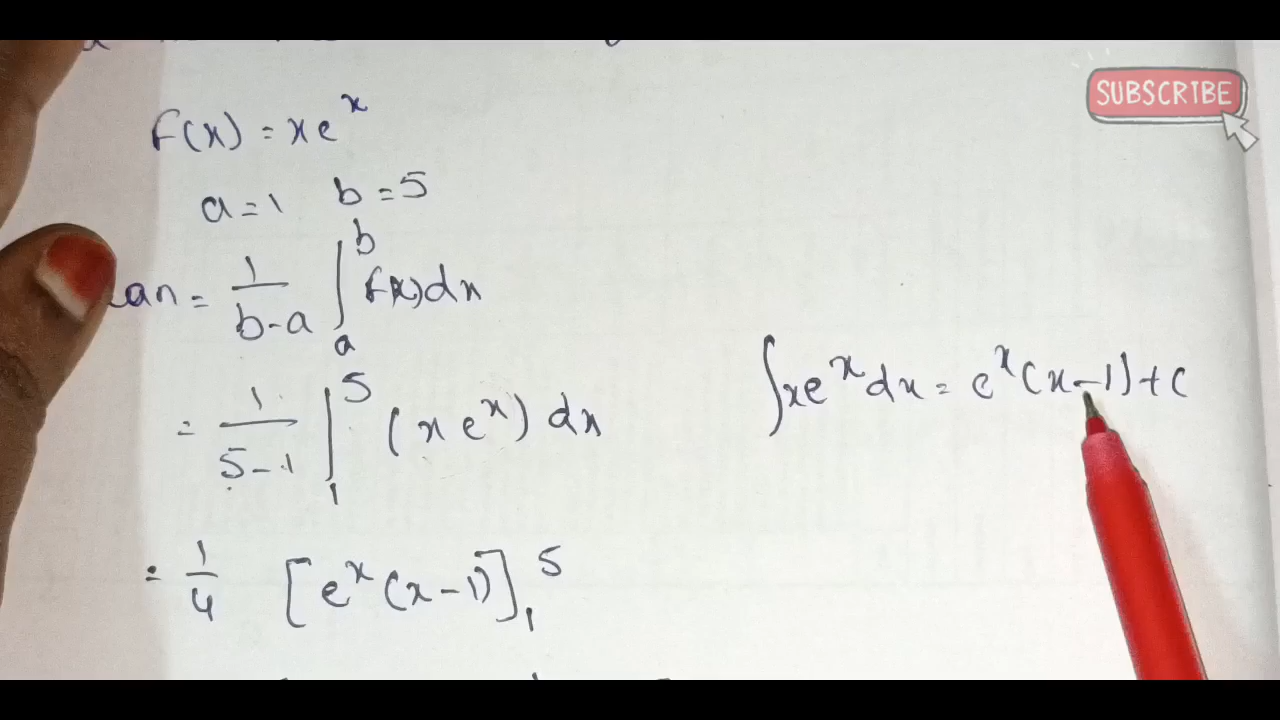 SUBSCRIBE
f(x) = xe^x
a=1 b=5
an = 1/(b-a) ∫_a^b f(x)dx
= 1/(5-1) ∫_1^5 (xe^x) dx
∫xe^x dx = e^x(x-1)+c
= 1/4 [e^x(x-1)]_1^5